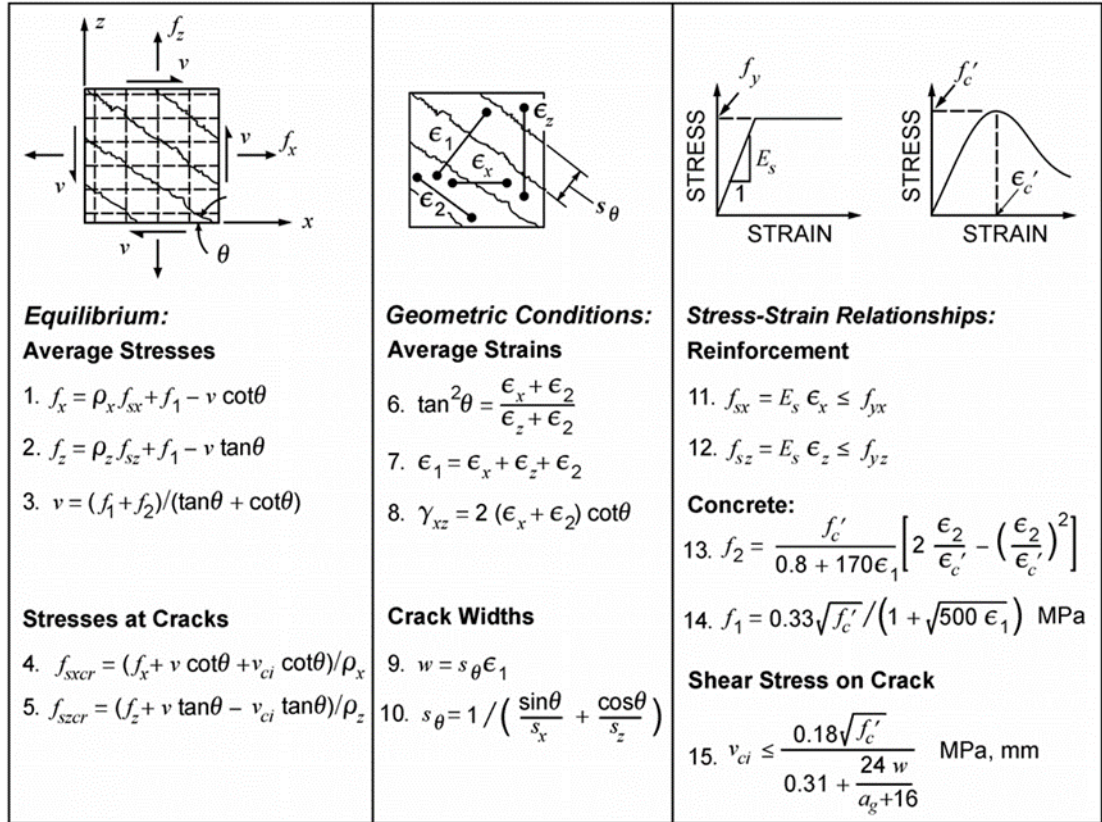 z
f_z
v
v
v
f_x
v
x
θ
Equilibrium:
Average Stresses
1. f_x = ρ_x f_sx + f_1 – v cotθ
2. f_z = ρ_z f_sz + f_1 – v tanθ
3. v = (f_1 + f_2)/(tanθ + cotθ)
Stresses at Cracks
4. f_sxcr = (f_x + v cotθ + v_ci cotθ)/ρ_x
5. f_szcr = (f_z + v tanθ – v_ci tanθ)/ρ_z
ϵ_1
ϵ_z
ϵ_x
ϵ_2
s_θ
Geometric Conditions:
Average Strains
6. tan²θ = (ϵ_x + ϵ_2)/(ϵ_z + ϵ_2)
7. ϵ_1 = ϵ_x + ϵ_z + ϵ_2
8. γ_xz = 2 (ϵ_x + ϵ_2) cotθ
Crack Widths
9. w = s_θ ϵ_1
10. s_θ = 1 / ( sinθ/s_x + cosθ/s_z )
STRESS
f_y
E_s
1
STRAIN
STRESS
f_c′
ϵ_c′
STRAIN
Stress-Strain Relationships:
Reinforcement
11. f_sx = E_s ϵ_x ≤ f_yx
12. f_sz = E_s ϵ_z ≤ f_yz
Concrete:
13. f_2 = f_c′/(0.8 + 170ϵ_1) [2 ϵ_2/ϵ_c′ – (ϵ_2/ϵ_c′)²]
14. f_1 = 0.33√f_c′ / (1 + √500 ϵ_1) MPa
Shear Stress on Crack
15. v_ci ≤ 0.18√f_c′ / (0.31 + 24 w/(a_g+16)) MPa, mm